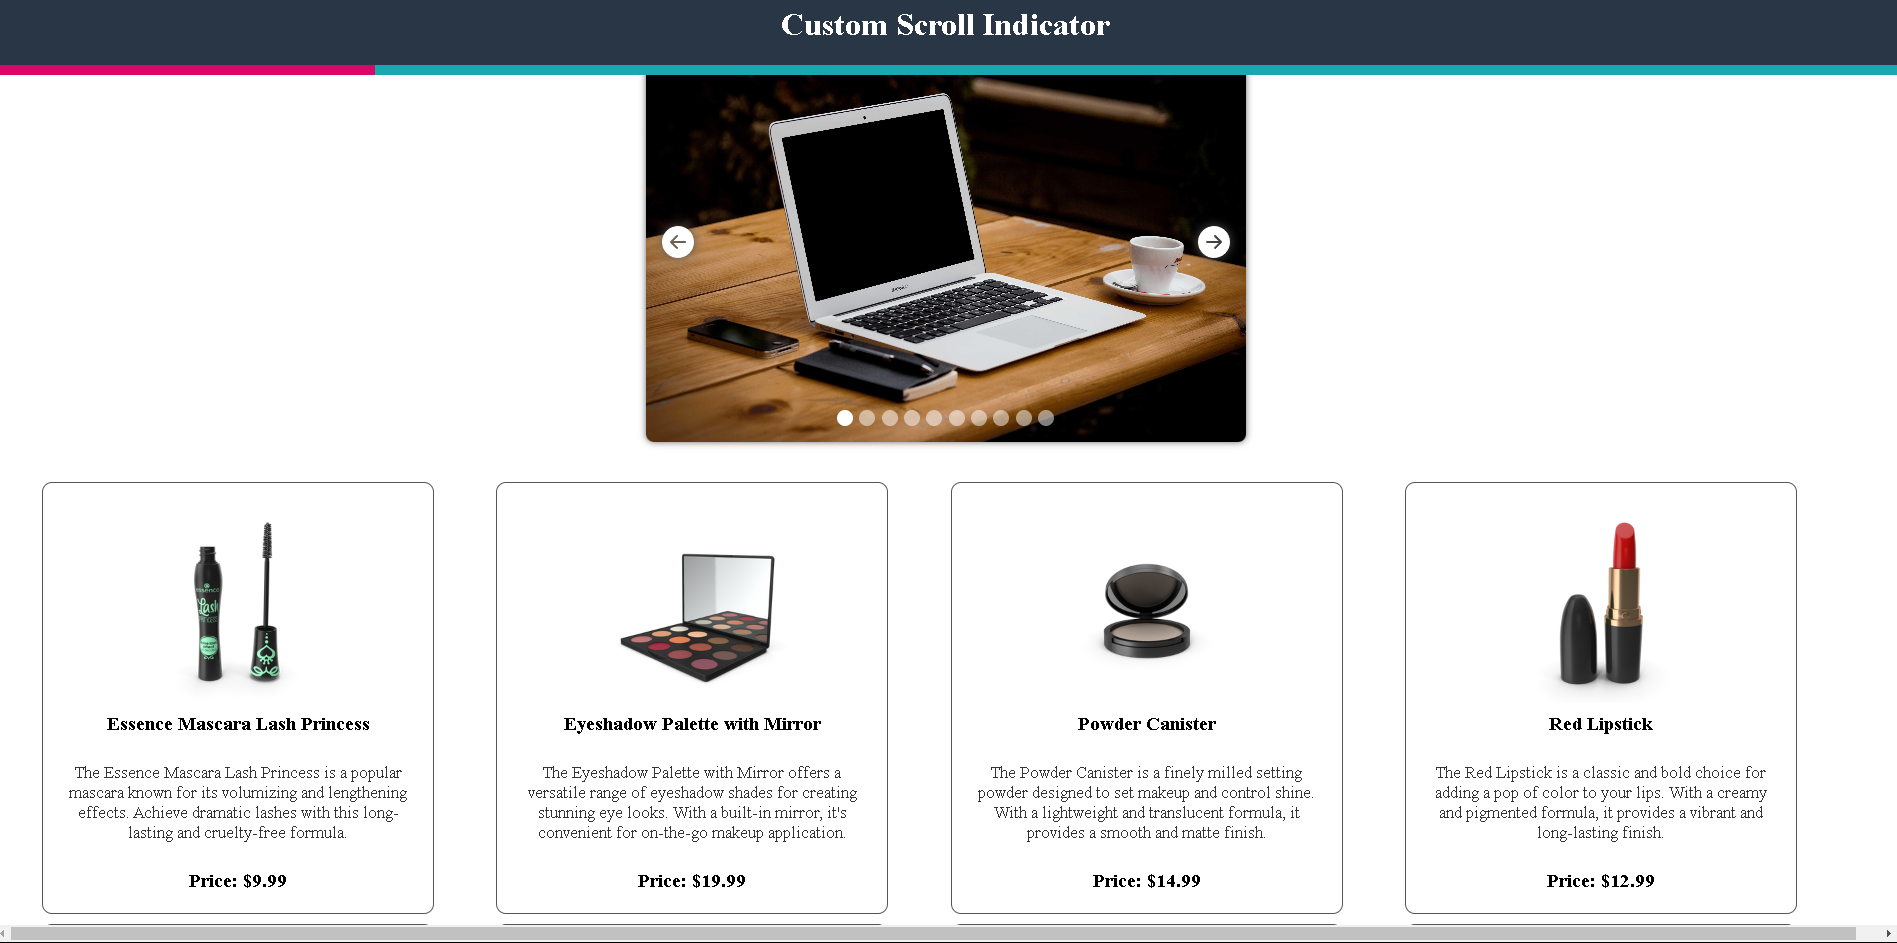 Custom Scroll Indicator
essence
Lash
Essence Mascara Lash Princess
The Essence Mascara Lash Princess is a popular
mascara known for its volumizing and lengthening
effects. Achieve dramatic lashes with this long-
lasting and cruelty-free formula.
Price: $9.99
Eyeshadow Palette with Mirror
The Eyeshadow Palette with Mirror offers a
versatile range of eyeshadow shades for creating
stunning eye looks. With a built-in mirror, it's
convenient for on-the-go makeup application.
Price: $19.99
Powder Canister
The Powder Canister is a finely milled setting
powder designed to set makeup and control shine.
With a lightweight and translucent formula, it
provides a smooth and matte finish.
Price: $14.99
Red Lipstick
The Red Lipstick is a classic and bold choice for
adding a pop of color to your lips. With a creamy
and pigmented formula, it provides a vibrant and
long-lasting finish.
Price: $12.99